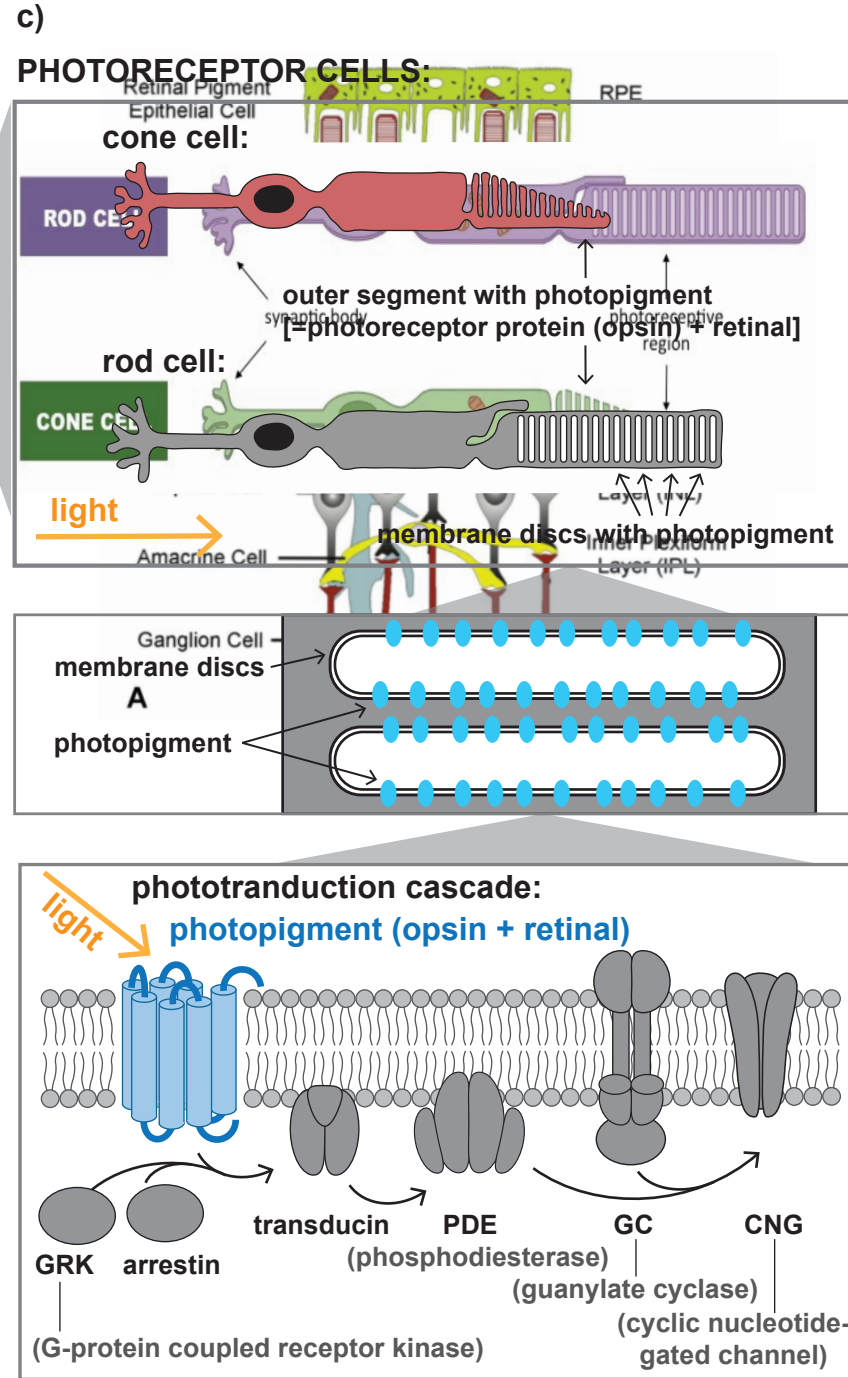 c)
PHOTORECEPTOR CELLS:
Retinal Pigment
Epithelial Cell
RPE
cone cell:
ROD CEL
outer segment with photopigment
[=photoreceptor protein (opsin) + retinal]
synaptic body
photoreceptive
region
rod cell:
CONE CEL
light
Layer (INL)
membrane discs with photopigment
Amacrine Cell
Inner Plexiform
Layer (IPL)
Ganglion Cell
membrane discs
A
photopigment
phototranduction cascade:
light
photopigment (opsin + retinal)
transducin PDE GC CNG
GRK arrestin
(phosphodiesterase)
(guanylate cyclase)
(cyclic nucleotide-
gated channel)
(G-protein coupled receptor kinase)